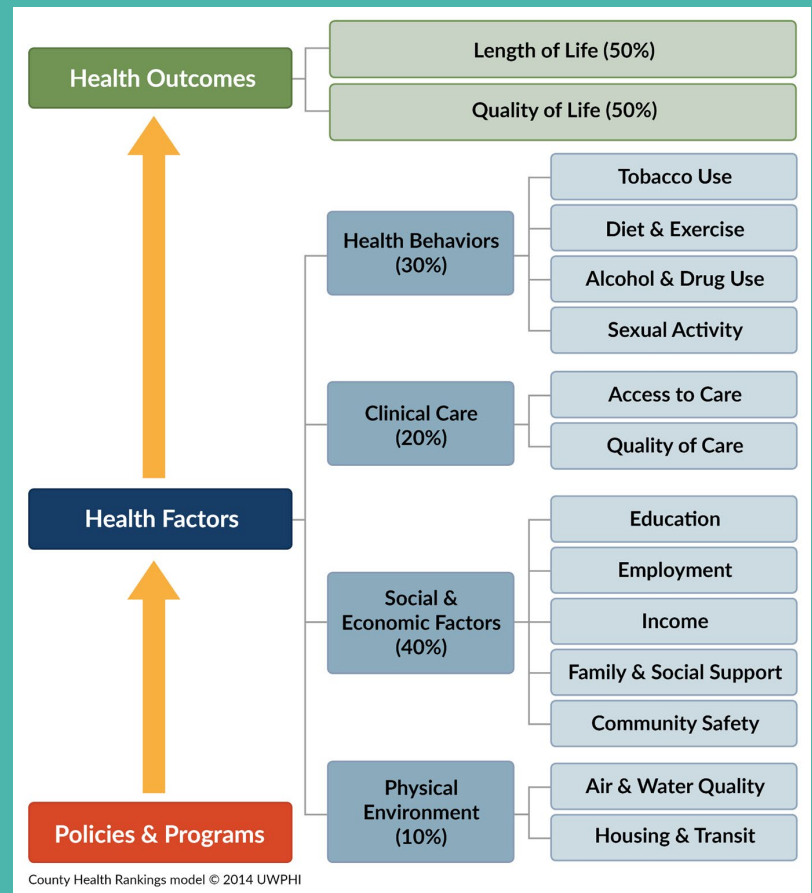 Health Outcomes
Length of Life (50%)
Quality of Life (50%)
Health Behaviors
(30%)
Tobacco Use
Diet & Exercise
Alcohol & Drug Use
Sexual Activity
Clinical Care
(20%)
Access to Care
Quality of Care
Health Factors
Social &
Economic Factors
(40%)
Education
Employment
Income
Family & Social Support
Community Safety
Physical
Environment
(10%)
Air & Water Quality
Housing & Transit
Policies & Programs
County Health Rankings model © 2014 UWPHI